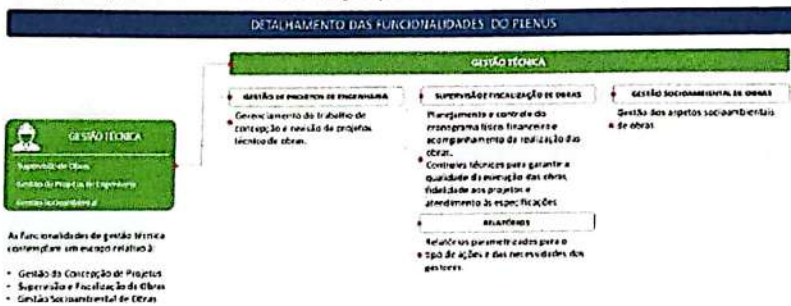 DETALHAMENTO DAS FUNCIONALIDADES DO PLENUS
GESTÃO TÉCNICA
GESTÃO DE PROJETOS DE ENGENHARIA
Gerenciamento do trabalho de
concepção e revisão de projetos
técnico de obras.
SUPERVISÃO E FISCALIZAÇÃO DE OBRAS
Planejamento e controle do
cronograma físico financeiro e
acompanhamento da realização das
obras.
Controles técnicos para garantir a
qualidade da execução das obras,
fidelidade aos projetos e
atendimento às especificações
RELATÓRIOS
Relatórios parametrizados para o
tipo de ações e das necessidades dos
gestores.
GESTÃO SOCIOAMBIENTAL DE OBRAS
Gestão dos aspetos socioambientais
de obras
GESTÃO TÉCNICA
Supervisão de Obras
Gestão de Projetos de Engenharia
Gestão Socioambiental
As funcionalidades de gestão técnica
contemplam um escopo relativo à:
• Gestão da Concepção de Projetos
• Supervisão e Fiscalização de Obras
• Gestão Socioambiental de Obras